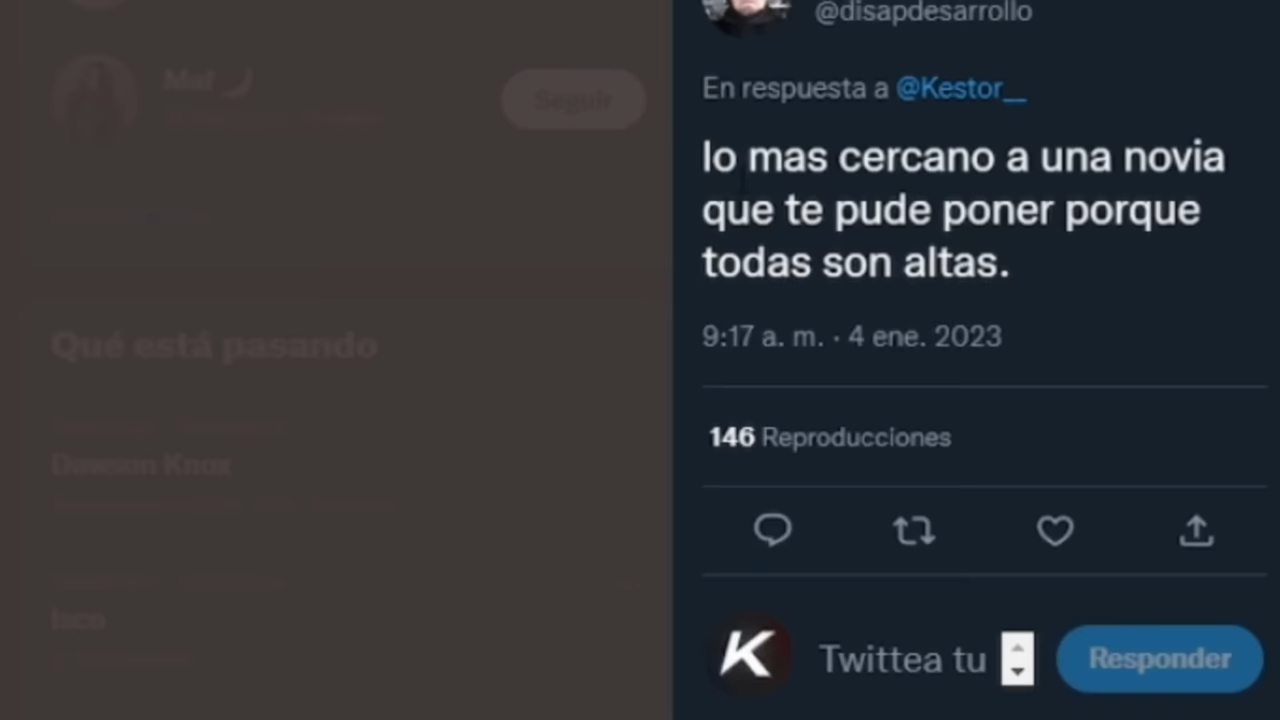 Mel
Seguir
Qué está pasando
Dawson Knox
Isco
@disapdesarrollo
En respuesta a @Kestor__
lo mas cercano a una novia
que te pude poner porque
todas son altas.
9:17 a. m. · 4 ene. 2023
146 Reproducciones
K
Twittea tu
Responder